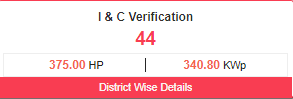 I & C Verification
44
375.00 HP | 340.80 KWp
District Wise Details